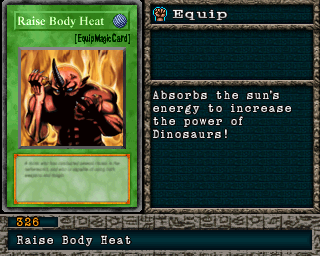 Raise Body Heat
[EquipMagicCard]
Equip
Absorbs the sun's
energy to increase
the power of
Dinosaurs!
326
Raise Body Heat